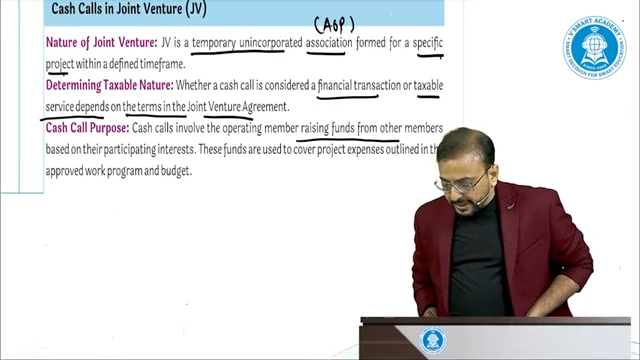 Cash Calls in Joint Venture (JV)
(AOP)
Nature of Joint Venture: JV is a temporary unincorporated association formed for a specific
project within a defined timeframe.
Determining Taxable Nature: Whether a cash call is considered a financial transaction or taxable
service depends on the terms in the Joint Venture Agreement.
Cash Call Purpose: Cash calls involve the operating member raising funds from other members
based on their participating interests. These funds are used to cover project expenses outlined in the
approved work program and budget.
V SMART ACADEMY